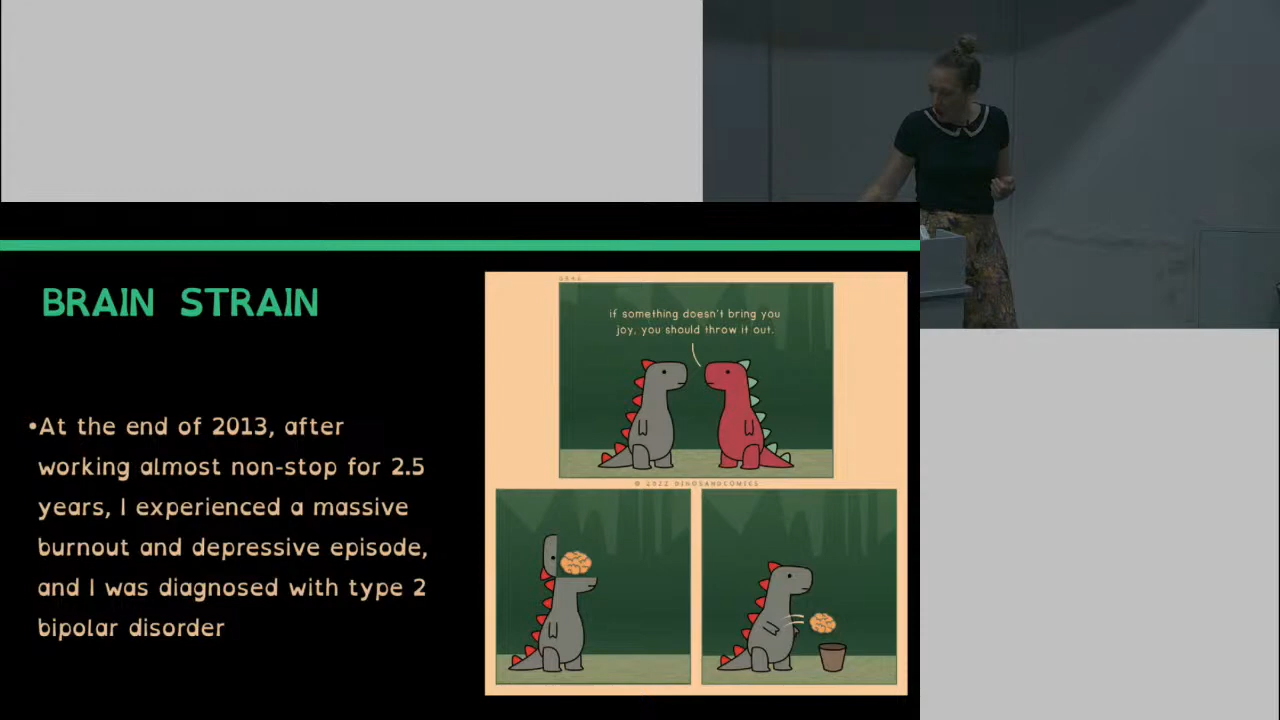 BRAIN STRAIN
•At the end of 2013, after
working almost non-stop for 2.5
years, I experienced a massive
burnout and depressive episode,
and I was diagnosed with type 2
bipolar disorder
if something doesn't bring you
joy, you should throw it out.
© 2022 DINOSANDCOMICS